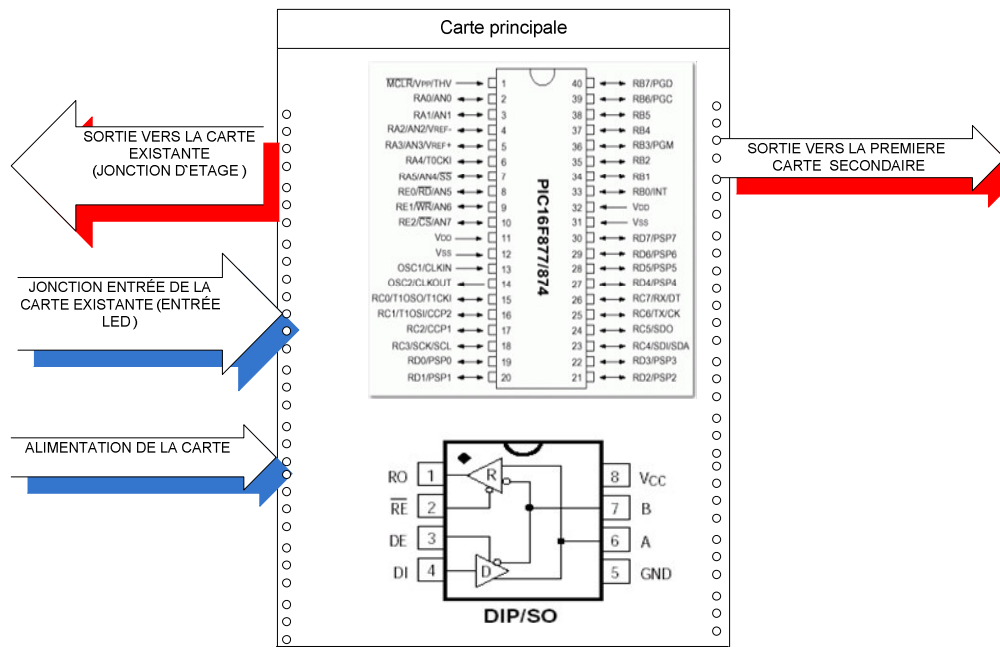 Carte principale
SORTIE VERS LA CARTE
EXISTANTE
(JONCTION D`ETAGE )
JONCTION ENTRÉE DE LA
CARTE EXISTANTE (ENTRÉE
LED )
ALIMENTATION DE LA CARTE
SORTIE VERS LA PREMIERE
CARTE SECONDAIRE
MCLR/VPP/THV 1 40 RB7/PGD
RA0/AN0 2 39 RB6/PGC
RA1/AN1 3 38 RB5
RA2/AN2/VREF- 4 37 RB4
RA3/AN3/VREF+ 5 36 RB3/PGM
RA4/T0CKI 6 35 RB2
RA5/AN4/SS 7 34 RB1
RE0/RD/AN5 8 33 RB0/INT
RE1/WR/AN6 9 32 VDD
RE2/CS/AN7 10 31 VSS
VDD 11 30 RD7/PSP7
VSS 12 29 RD6/PSP6
OSC1/CLKIN 13 28 RD5/PSP5
OSC2/CLKOUT 14 27 RD4/PSP4
RC0/T1OSO/T1CKI 15 26 RC7/RX/DT
RC1/T1OSI/CCP2 16 25 RC6/TX/CK
RC2/CCP1 17 24 RC5/SDO
RC3/SCK/SCL 18 23 RC4/SDI/SDA
RD0/PSP0 19 22 RD3/PSP3
RD1/PSP1 20 21 RD2/PSP2
PIC16F877/874
RO 1 R 8 VCC
RE 2 7 B
DE 3 6 A
DI 4 D 5 GND
DIP/SO